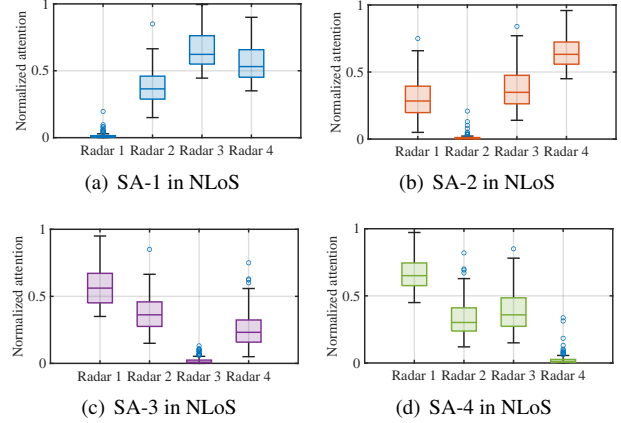 Normalized attention
1
0.5
0
Radar 1 Radar 2 Radar 3 Radar 4
(a) SA-1 in NLoS
Normalized attention
1
0.5
0
Radar 1 Radar 2 Radar 3 Radar 4
(b) SA-2 in NLoS
Normalized attention
1
0.5
0
Radar 1 Radar 2 Radar 3 Radar 4
(c) SA-3 in NLoS
Normalized attention
1
0.5
0
Radar 1 Radar 2 Radar 3 Radar 4
(d) SA-4 in NLoS